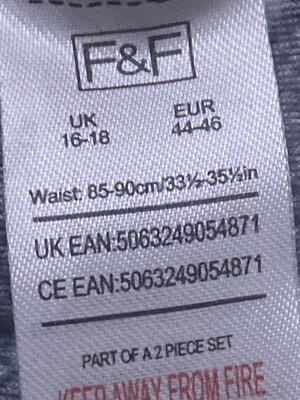 F&F
UK EUR
16-18 44-46
Waist: 85-90cm/33½-35½in
UK EAN:5063249054871
CE EAN:5063249054871
PART OF A 2 PIECE SET
KEEP AWAY FROM FIRE